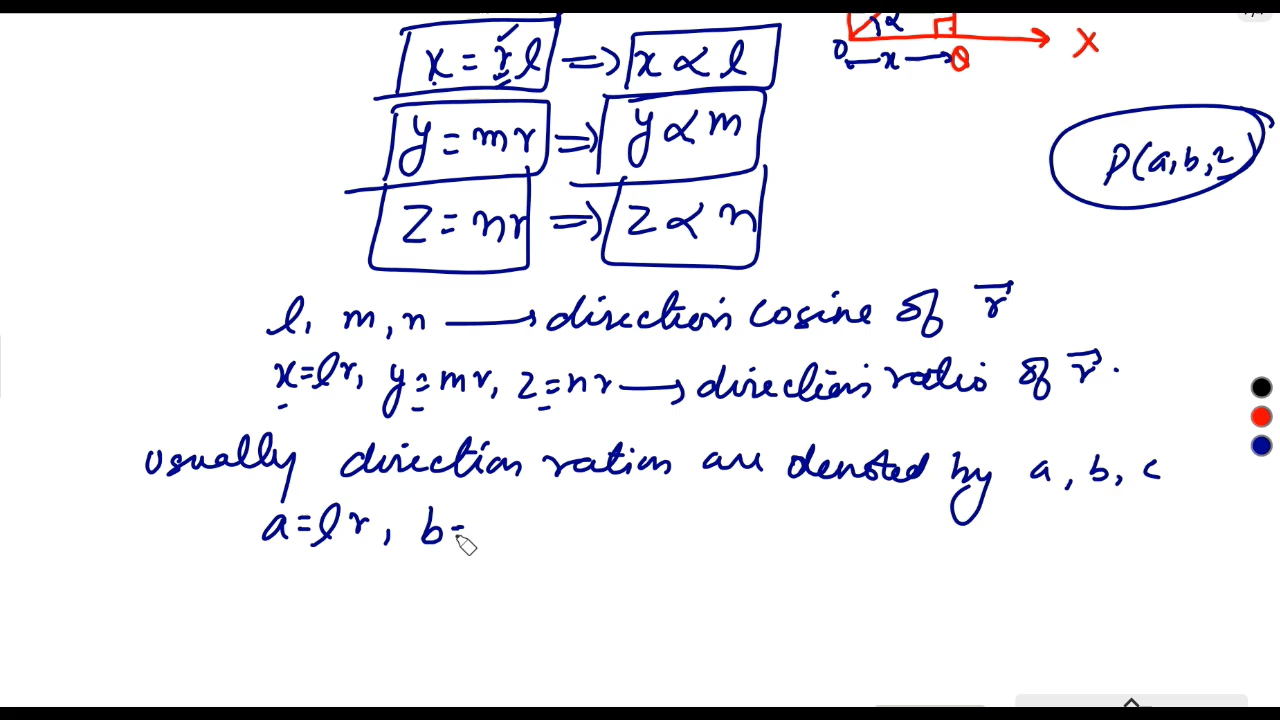 x = rl => x ∝ l
y = mr => y ∝ m
z = nr => z ∝ n
α
O x Q X
P(a,b,z)
l, m, n → direction cosine of r⃗
x=lr, y=mr, z=nr → direction ratio of r⃗.
usually direction ratios are denoted by a, b, c
a=lr, b=